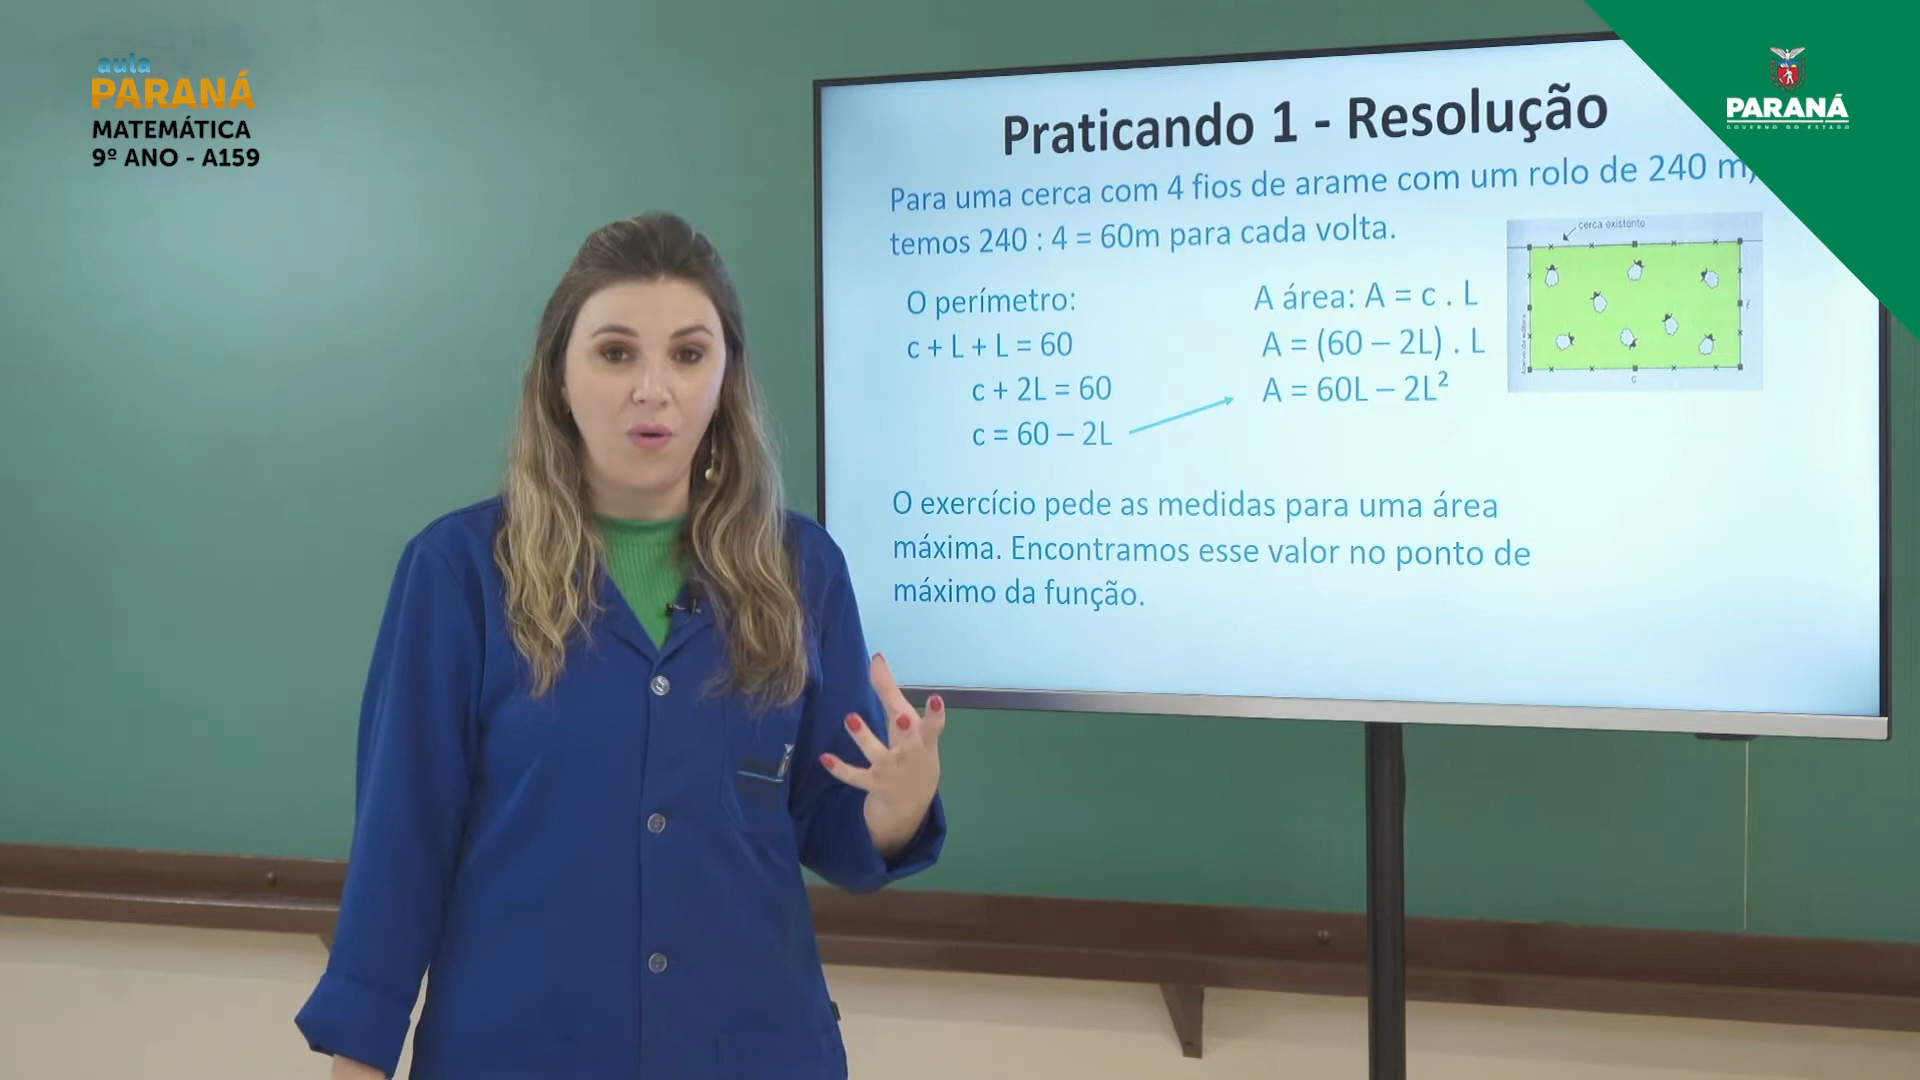 aula
PARANÁ
MATEMÁTICA
9º ANO - A159
PARANÁ
GOVERNO DO ESTADO
Praticando 1 - Resolução
Para uma cerca com 4 fios de arame com um rolo de 240 m,
temos 240 : 4 = 60m para cada volta.
cerca existente
O perímetro:
c + L + L = 60
c + 2L = 60
c = 60 – 2L
A área: A = c . L
A = (60 – 2L) . L
A = 60L – 2L²
c
O exercício pede as medidas para uma área
máxima. Encontramos esse valor no ponto de
máximo da função.